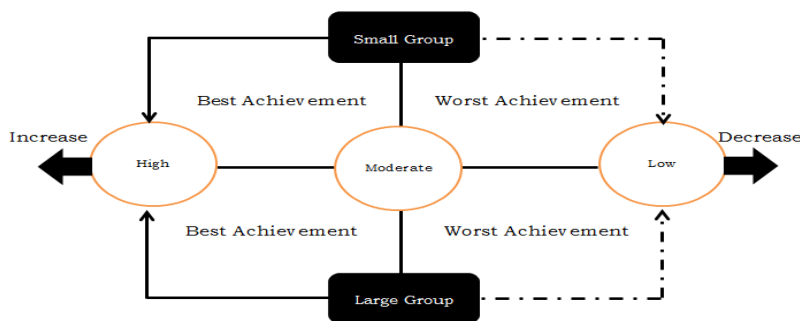 Small Group
Best Achievement
Worst Achievement
Increase
Decrease
High
Moderate
Low
Best Achievement
Worst Achievement
Large Group